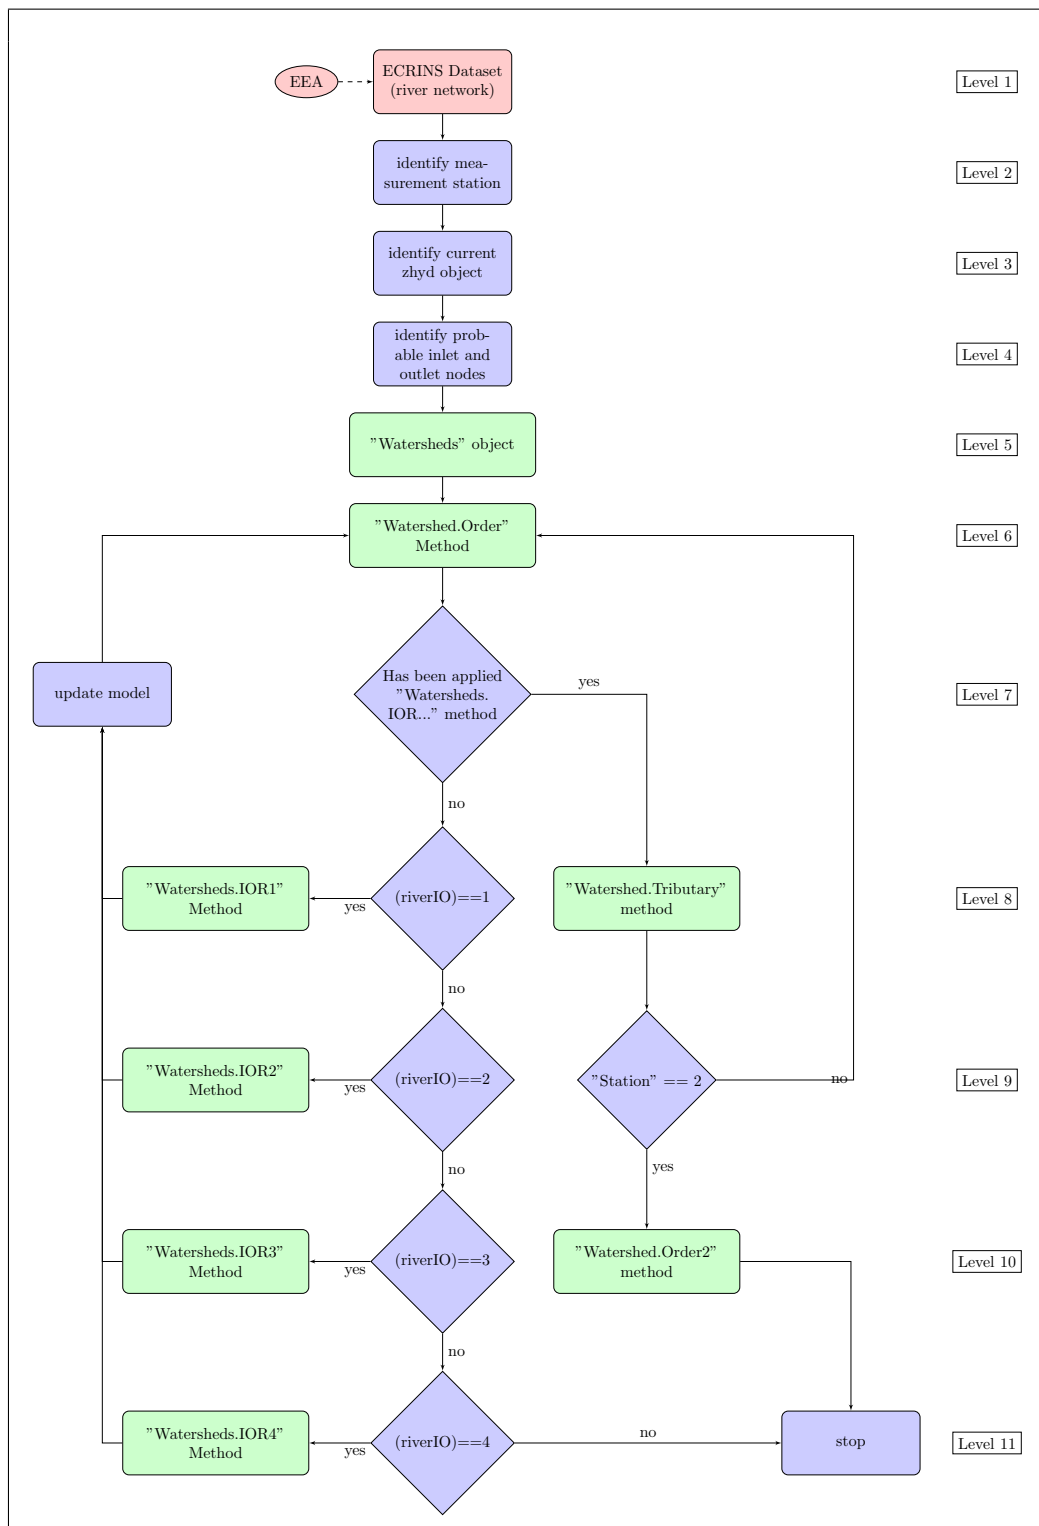 EEA
ECRINS Dataset
(river network)
Level 1
identify mea-
surement station
Level 2
identify current
zhyd object
Level 3
identify prob-
able inlet and
outlet nodes
Level 4
”Watersheds” object
Level 5
”Watershed.Order”
Method
Level 6
update model
Has been applied
”Watersheds.
IOR...” method
yes
Level 7
no
”Watersheds.IOR1”
Method
yes
(riverIO)==1
”Watershed.Tributary”
method
Level 8
no
”Watersheds.IOR2”
Method
yes
(riverIO)==2
”Station” == 2
no
Level 9
no
yes
”Watersheds.IOR3”
Method
yes
(riverIO)==3
”Watershed.Order2”
method
Level 10
no
”Watersheds.IOR4”
Method
yes
(riverIO)==4
no
stop
Level 11